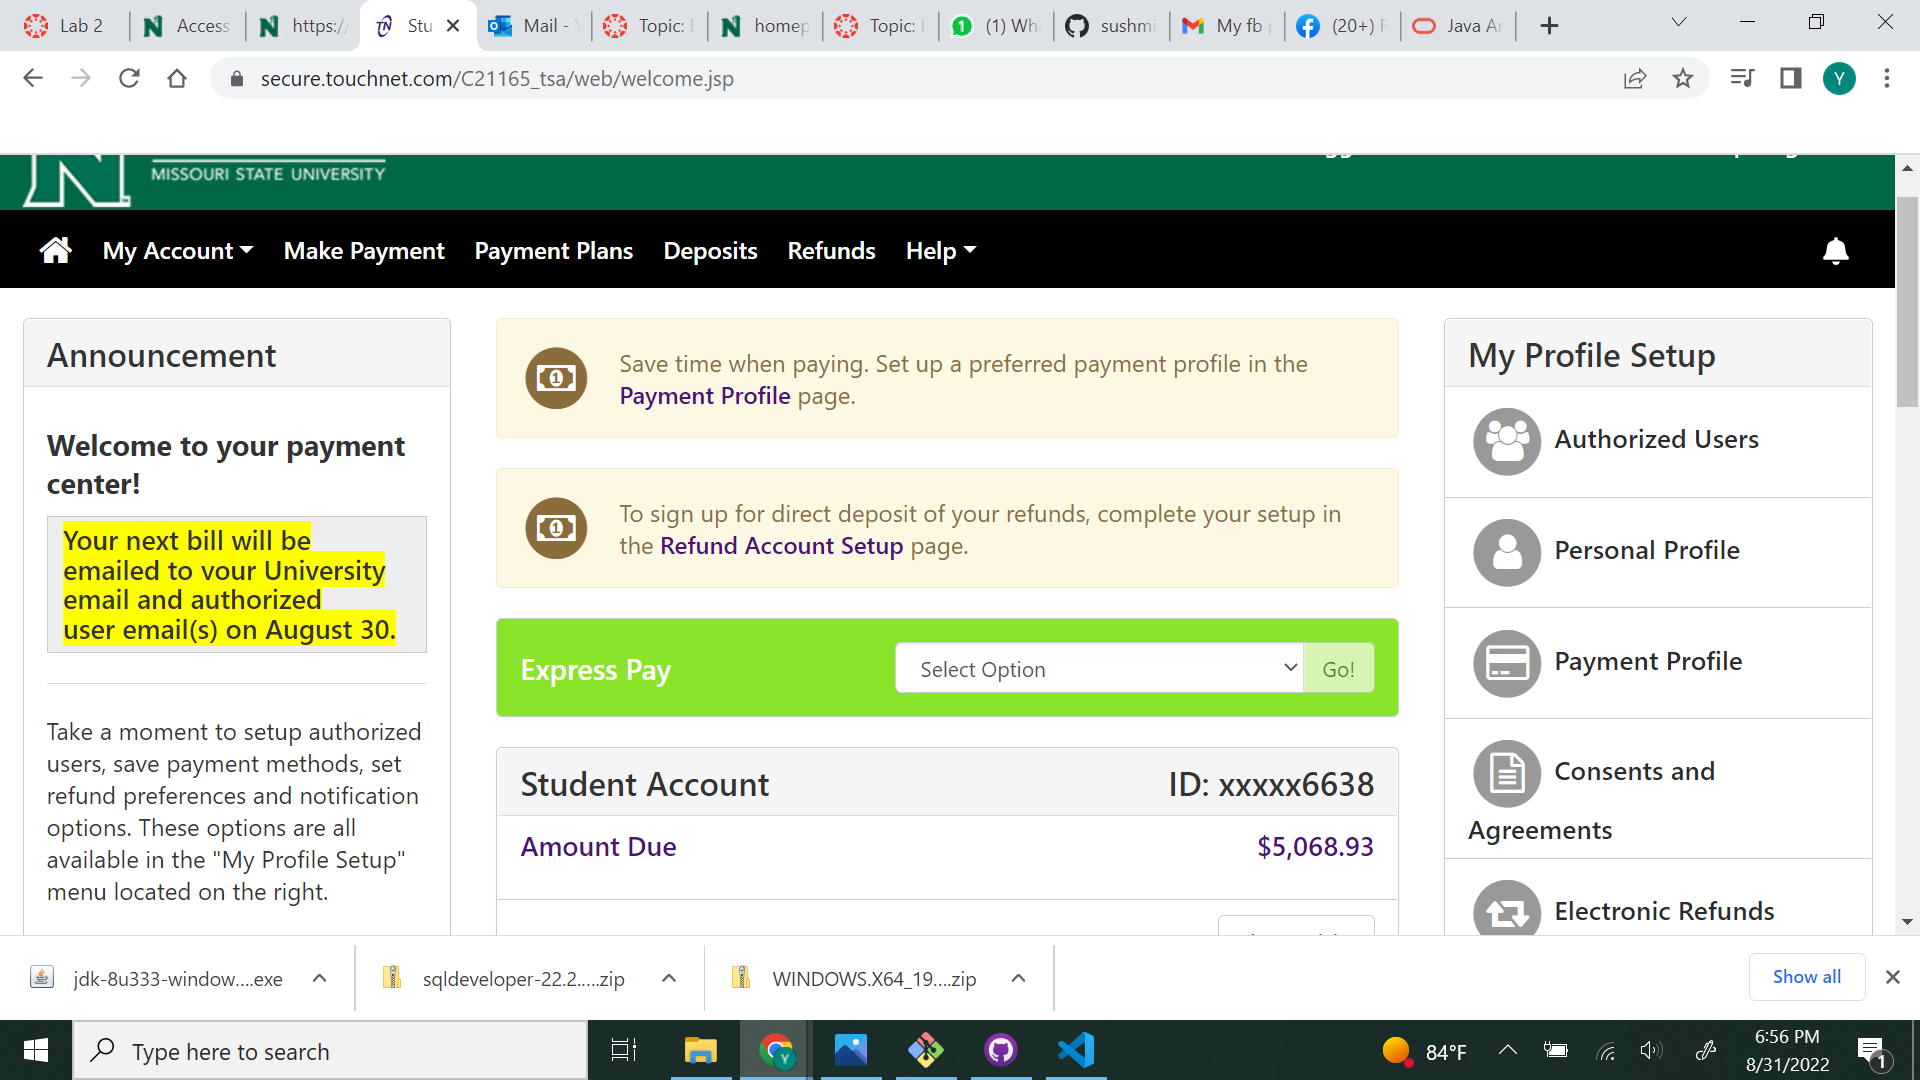 Lab 2
Access
https:/
Stu
Mail -
Topic: E
homep
Topic:
(1) Wha
sushmi
My fb p
(20+) F
Java Ar
secure.touchnet.com/C21165_tsa/web/welcome.jsp
Y
N
MISSOURI STATE UNIVERSITY
My Account Make Payment Payment Plans Deposits Refunds Help
Announcement
Welcome to your payment
center!
Your next bill will be
emailed to your University
email and authorized
user email(s) on August 30.
Take a moment to setup authorized
users, save payment methods, set
refund preferences and notification
options. These options are all
available in the "My Profile Setup"
menu located on the right.
Save time when paying. Set up a preferred payment profile in the
Payment Profile page.
To sign up for direct deposit of your refunds, complete your setup in
the Refund Account Setup page.
Express Pay
Select Option
Go!
Student Account ID: xxxxx6638
Amount Due $5,068.93
My Profile Setup
Authorized Users
Personal Profile
Payment Profile
Consents and
Agreements
Electronic Refunds
jdk-8u333-window....exe
sqldeveloper-22.2.....zip
WINDOWS.X64_19....zip
Show all
Type here to search
84°F
6:56 PM
8/31/2022
1